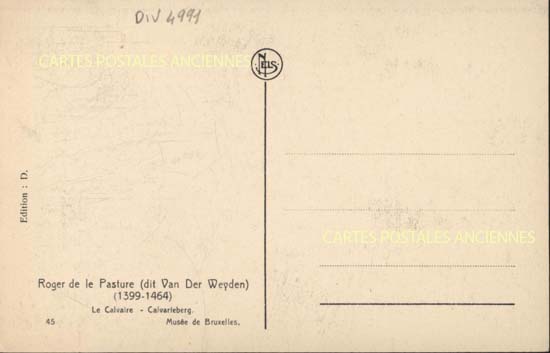 DIV 4991
CARTES POSTALES ANCIENNES
NELS
CARTES POSTALES ANCIENNES
Edition : D.
Roger de le Pasture (dit Van Der Weyden)
(1399-1464)
Le Calvaire - Calvarieberg.
45 Musée de Bruxelles.